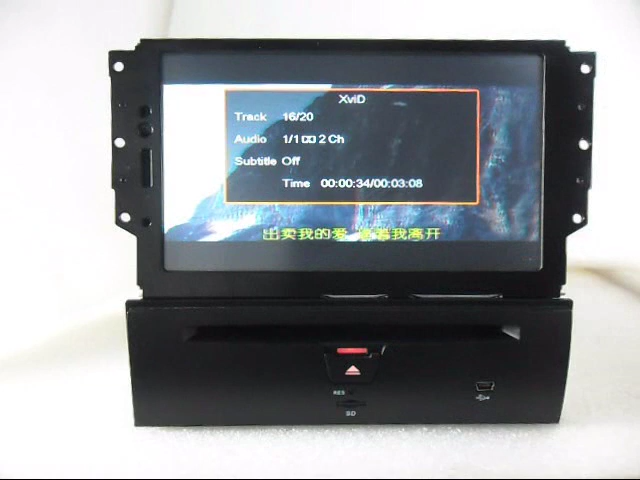 XviD
Track 16/20
Audio 1/1 2 Ch
Subtitle Off
Time 00:00:34/00:03:08
出卖我的爱 逼着我离开
RES
SD